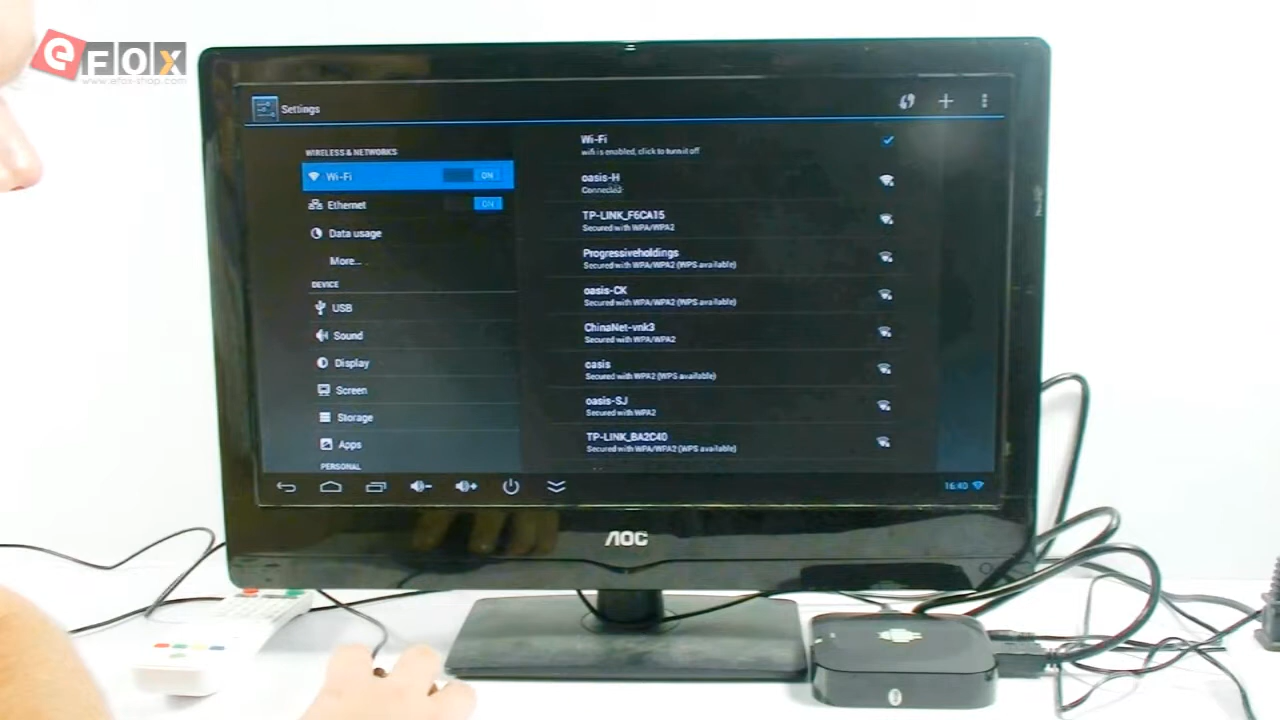 eFOX
www.efox-shop.com
Settings
WIRELESS & NETWORKS
Wi-Fi
ON
Ethernet
ON
Data usage
More...
DEVICE
USB
Sound
Display
Screen
Storage
Apps
PERSONAL
Wi-Fi
wifi is enabled, click to turn it off
oasis-H
Connected
TP-LINK_F6CA15
Secured with WPA/WPA2
Progressiveholdings
Secured with WPA/WPA2 (WPS available)
oasis-CK
Secured with WPA/WPA2 (WPS available)
ChinaNet-vnk3
Secured with WPA/WPA2
oasis
Secured with WPA2 (WPS available)
oasis-SJ
Secured with WPA2
TP-LINK_BA2C40
Secured with WPA/WPA2 (WPS available)
16:40
AOC